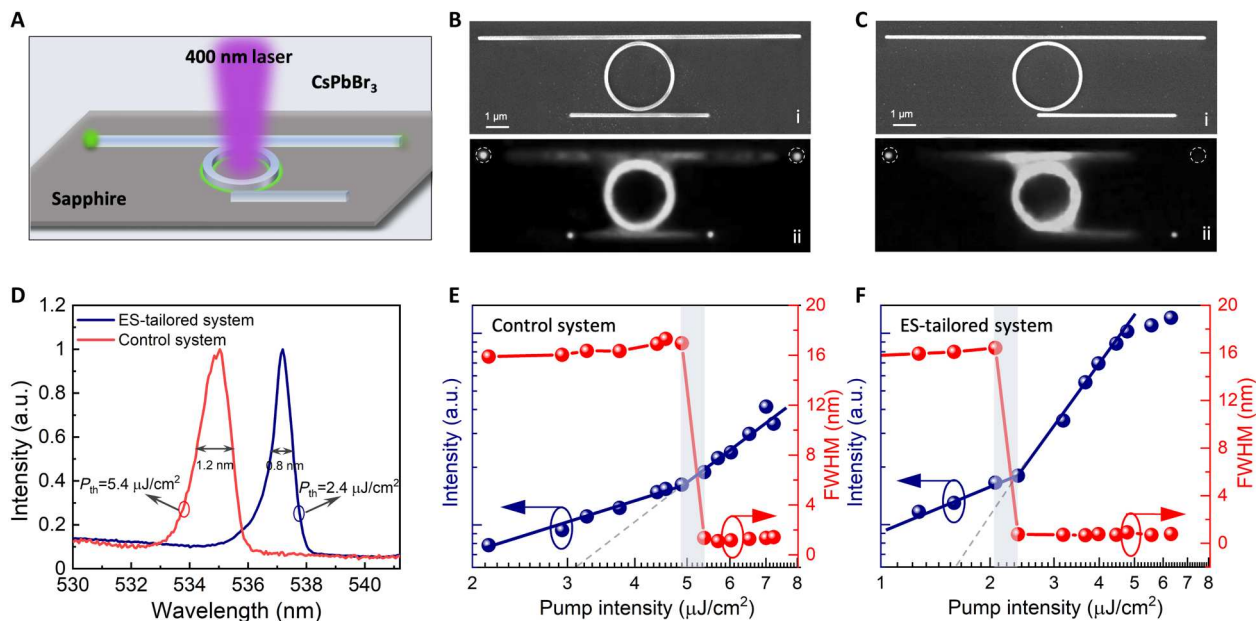 A
400 nm laser
CsPbBr₃
Sapphire
B
1 μm
i
ii
C
1 μm
i
ii
D
ES-tailored system
Control system
1.2 nm
0.8 nm
Pth=5.4 μJ/cm²
Pth=2.4 μJ/cm²
Intensity (a.u.)
0
0.2
0.4
0.6
0.8
1
1.2
530
532
534
536
538
540
Wavelength (nm)
E
Control system
Intensity (a.u.)
FWHM (nm)
20
16
12
8
4
0
2
3
4
5
6
7
8
Pump intensity (μJ/cm²)
F
ES-tailored system
Intensity (a.u.)
FWHM (nm)
20
16
12
8
4
0
1
2
3
4
5
6
7
8
Pump intensity (μJ/cm²)